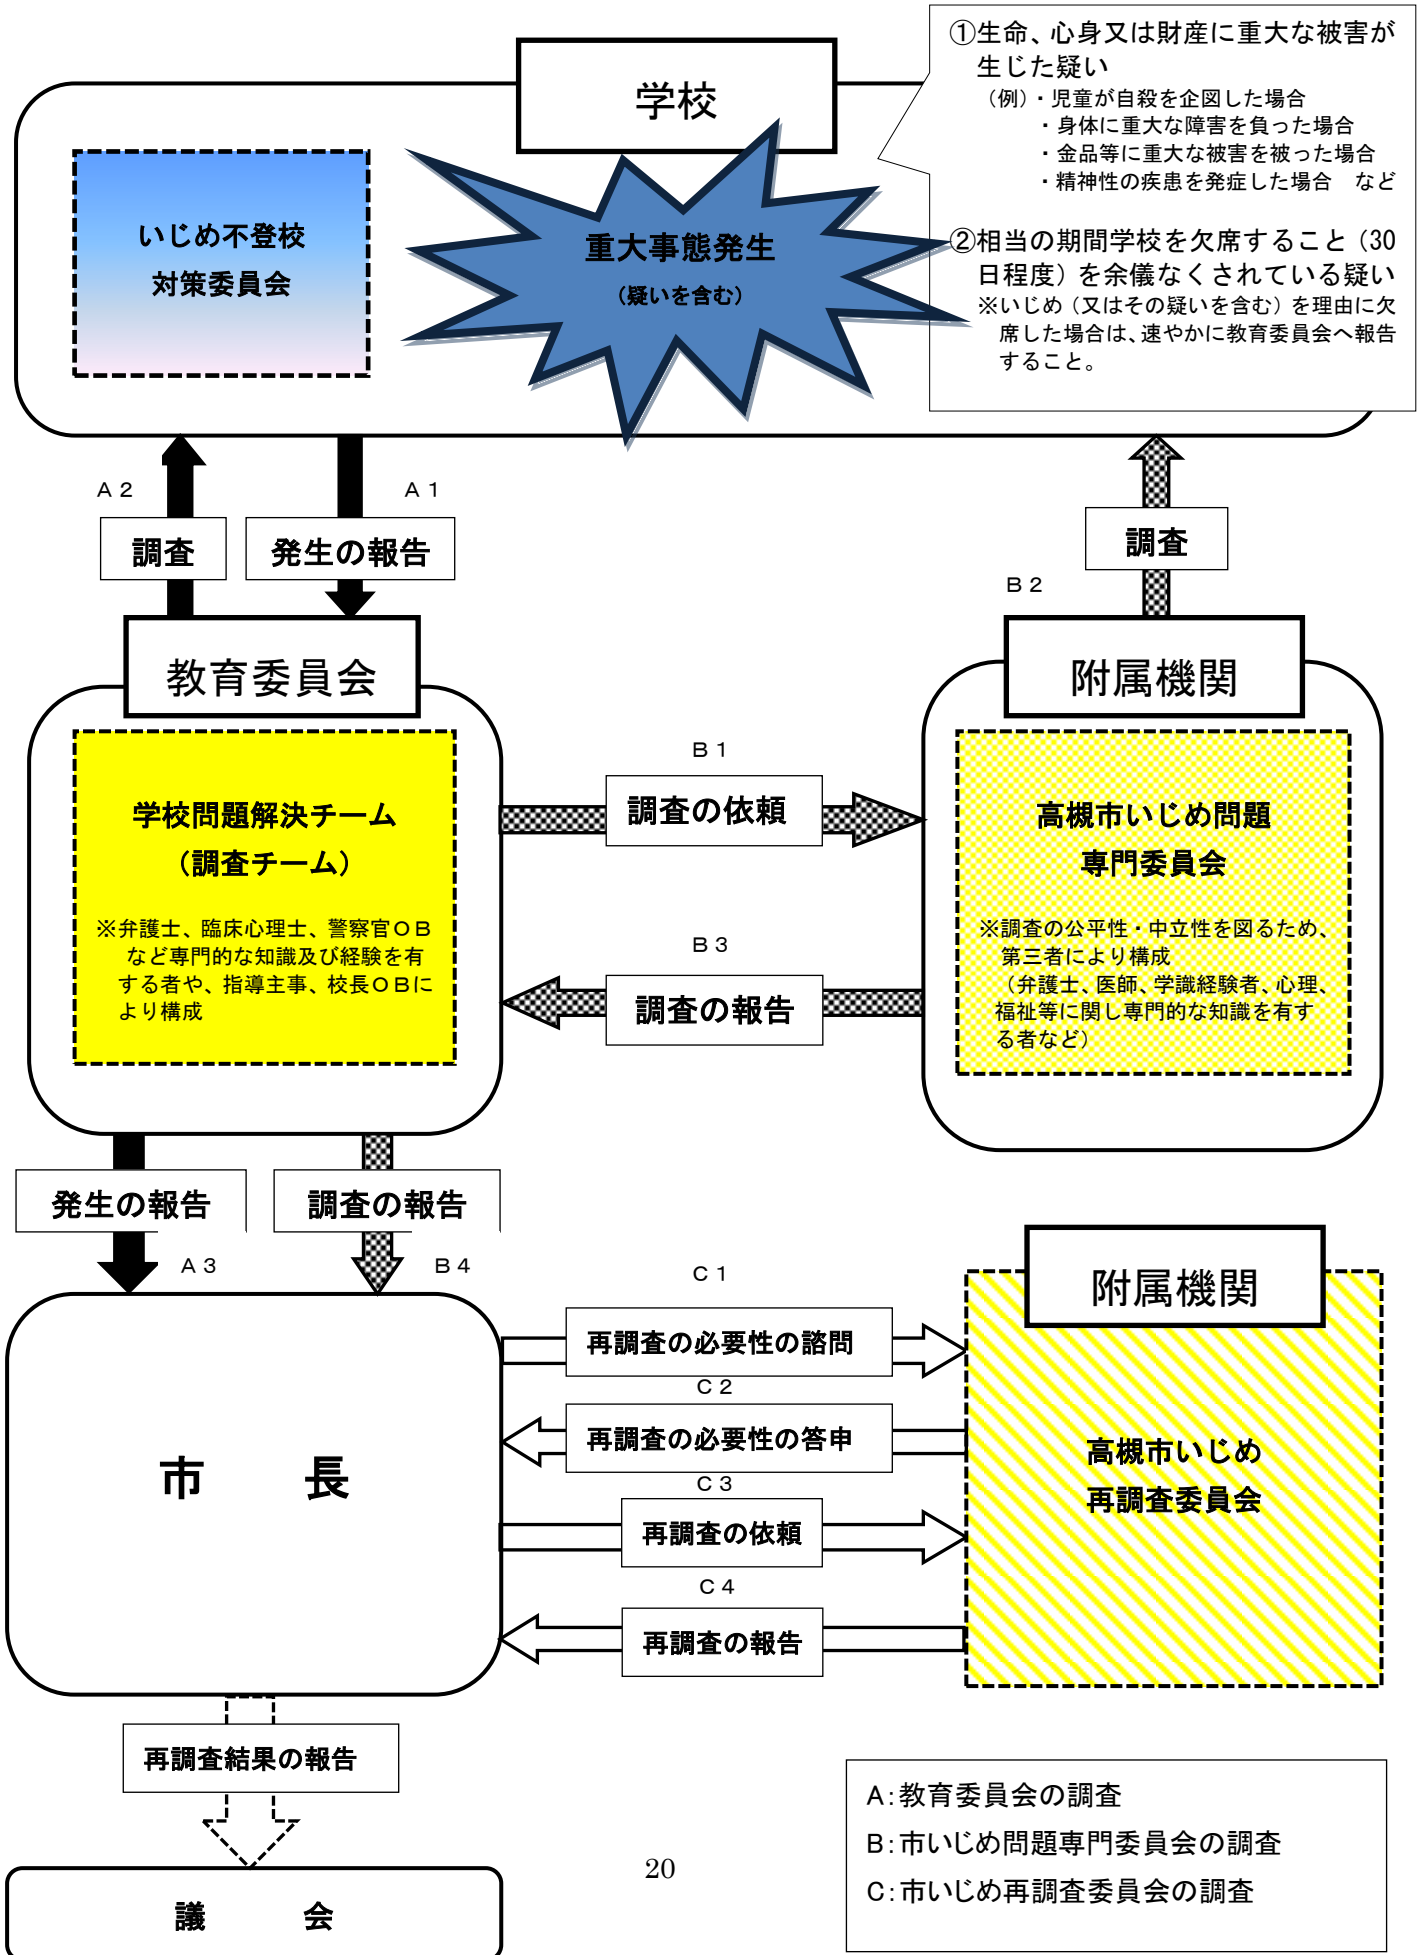 学校
①生命、心身又は財産に重大な被害が
生じた疑い
（例）・児童が自殺を企図した場合
・身体に重大な障害を負った場合
・金品等に重大な被害を被った場合
・精神性の疾患を発症した場合　など
②相当の期間学校を欠席すること（30
日程度）を余儀なくされている疑い
※いじめ（又はその疑いを含む）を理由に欠
席した場合は、速やかに教育委員会へ報告
すること。
いじめ不登校
対策委員会
重大事態発生
（疑いを含む）
Ａ２
Ａ１
調査
発生の報告
調査
Ｂ２
教育委員会
附属機関
学校問題解決チーム
（調査チーム）
※弁護士、臨床心理士、警察官ＯＢ
など専門的な知識及び経験を有
する者や、指導主事、校長ＯＢに
より構成
Ｂ１
調査の依頼
Ｂ３
調査の報告
高槻市いじめ問題
専門委員会
※調査の公平性・中立性を図るため、
第三者により構成
（弁護士、医師、学識経験者、心理、
福祉等に関し専門的な知識を有す
る者など）
発生の報告
調査の報告
Ａ３
Ｂ４
市　　長
Ｃ１
再調査の必要性の諮問
Ｃ２
再調査の必要性の答申
Ｃ３
再調査の依頼
Ｃ４
再調査の報告
附属機関
高槻市いじめ
再調査委員会
再調査結果の報告
議　　会
A：教育委員会の調査
B：市いじめ問題専門委員会の調査
C：市いじめ再調査委員会の調査
20